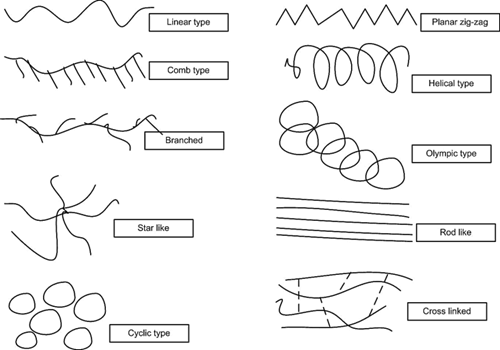 Linear type
Comb type
Branched
Star like
Cyclic type
Planar zig-zag
Helical type
Olympic type
Rod like
Cross linked